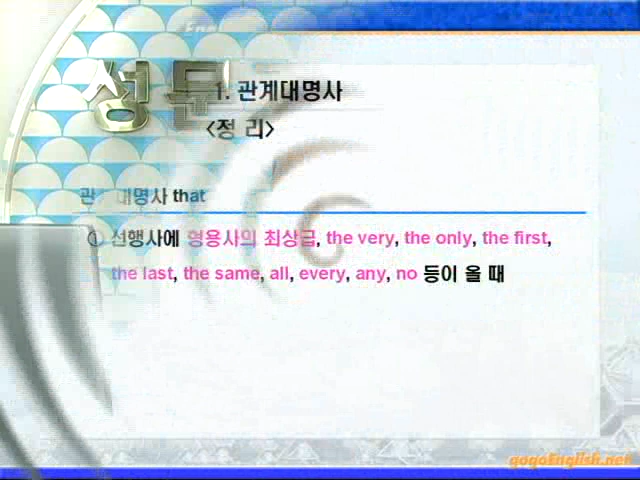 성문
1. 관계대명사
<정 리>
대명사 that
① 선행사에 형용사의 최상급, the very, the only, the first,
the last, the same, all, every, any, no 등이 올 때
gogoEnglish.net